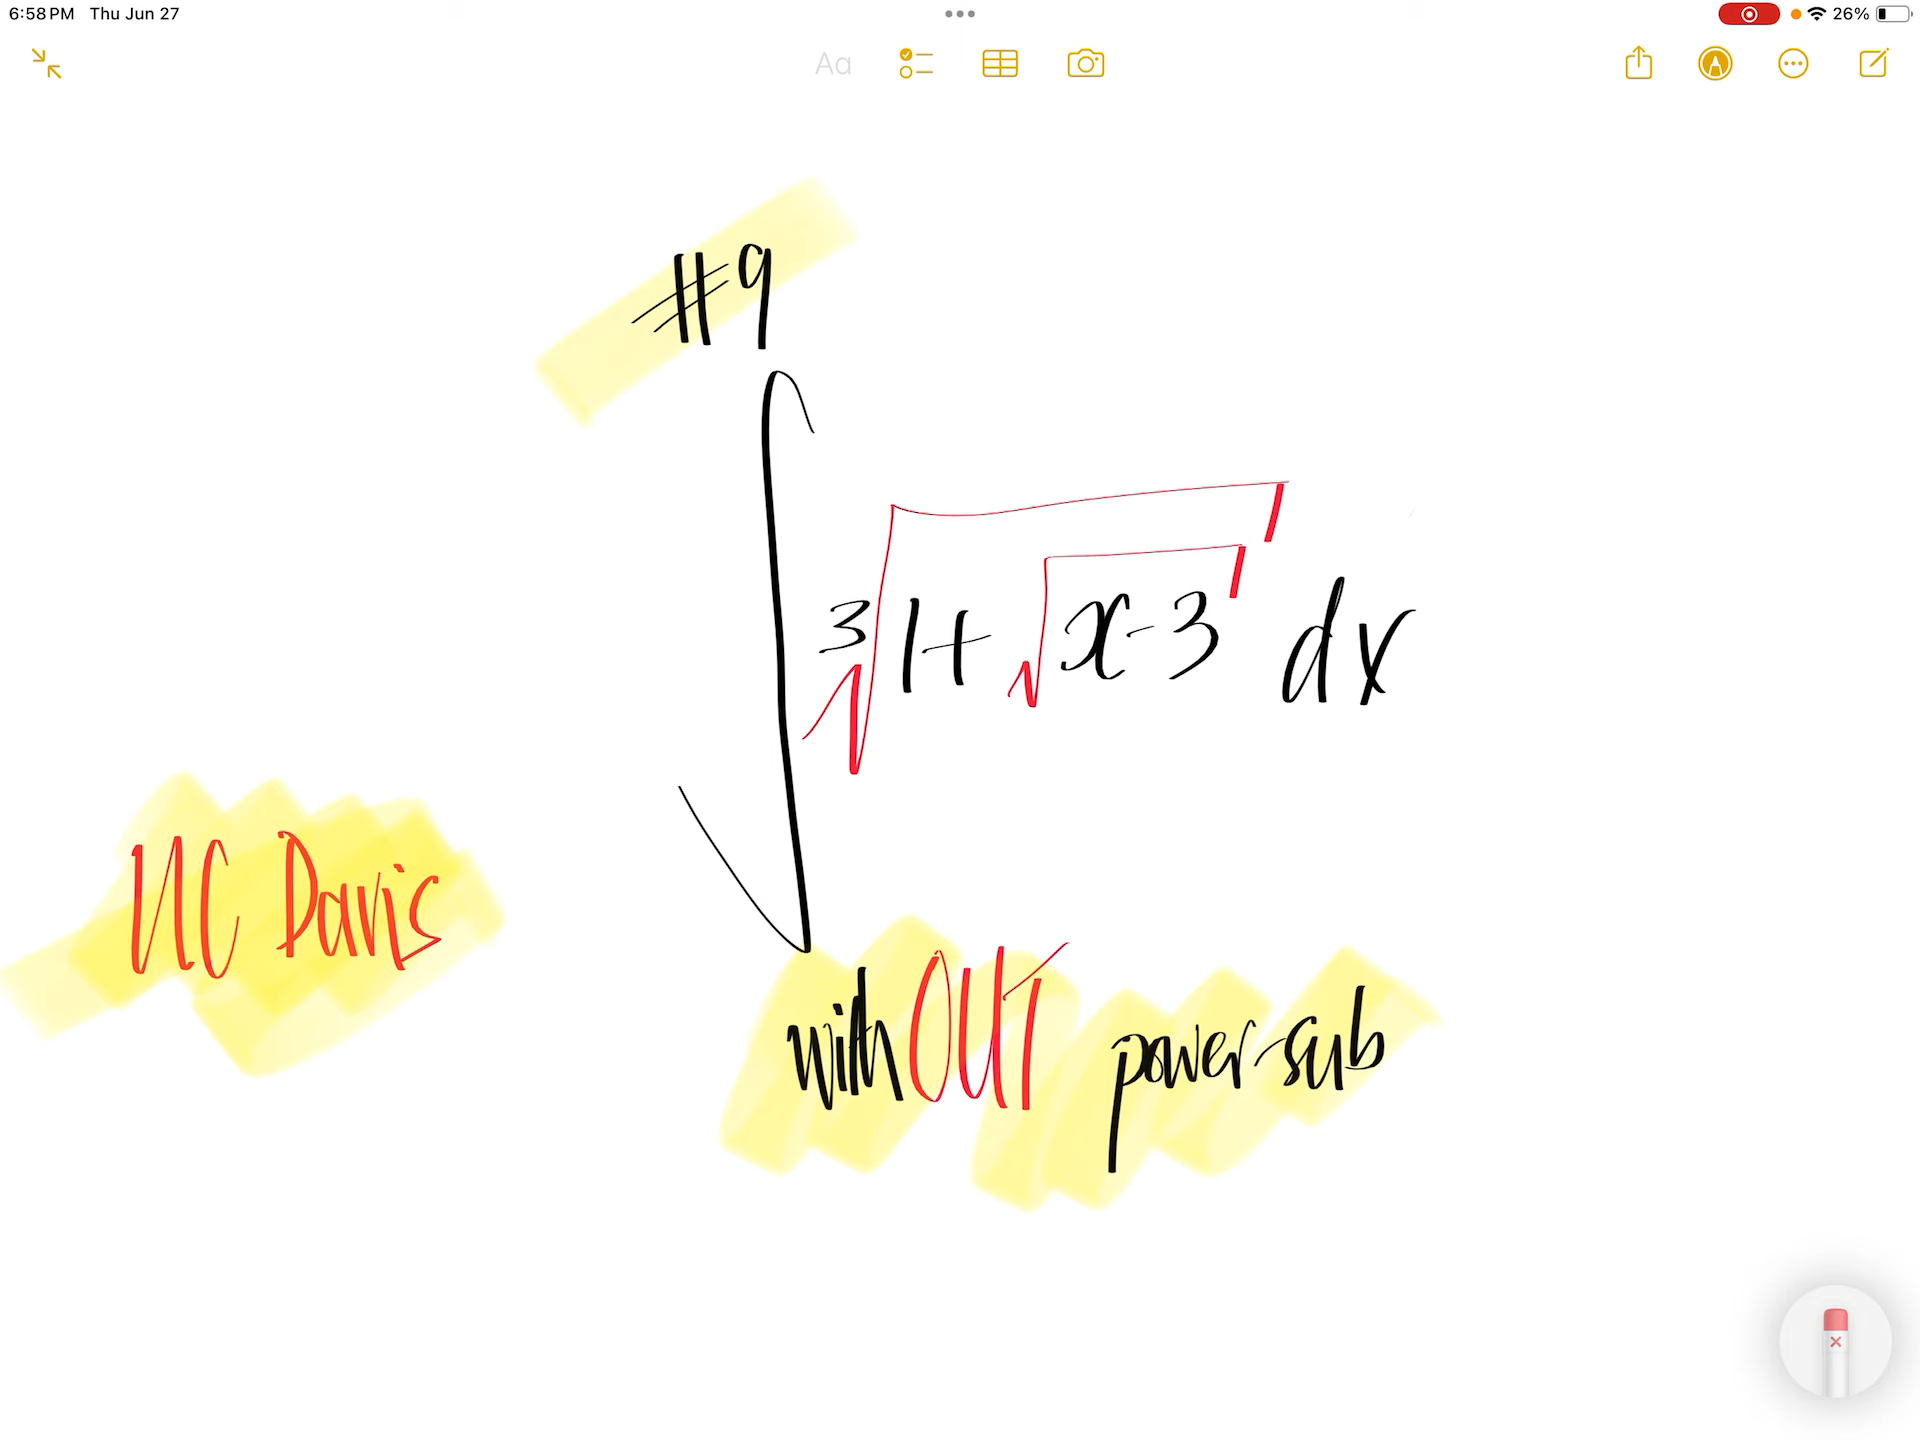 6:58 PM Thu Jun 27
26%
Aa
#9
∫ ∛(1+√(x-3)) dx
UC Davis
withOUT power-sub